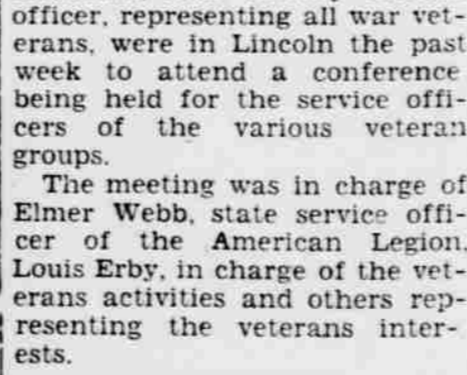 officer, representing all war vet-
erans, were in Lincoln the past
week to attend a conference
being held for the service offi-
cers of the various veteran
groups.
The meeting was in charge of
Elmer Webb, state service offi-
cer of the American Legion,
Louis Erby, in charge of the vet-
erans activities and others rep-
resenting the veterans inter-
ests.